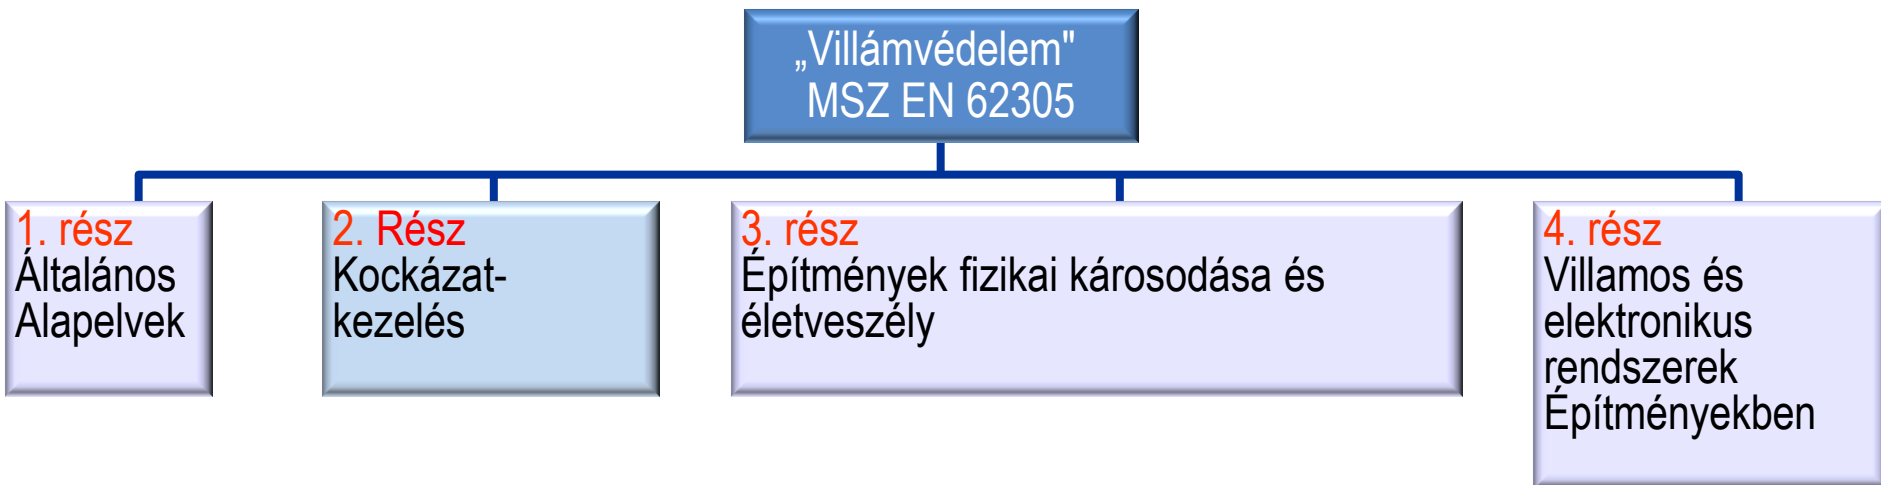 „Villámvédelem"
MSZ EN 62305
1. rész
Általános
Alapelvek
2. Rész
Kockázat-
kezelés
3. rész
Építmények fizikai károsodása és
életveszély
4. rész
Villamos és
elektronikus
rendszerek
Építményekben